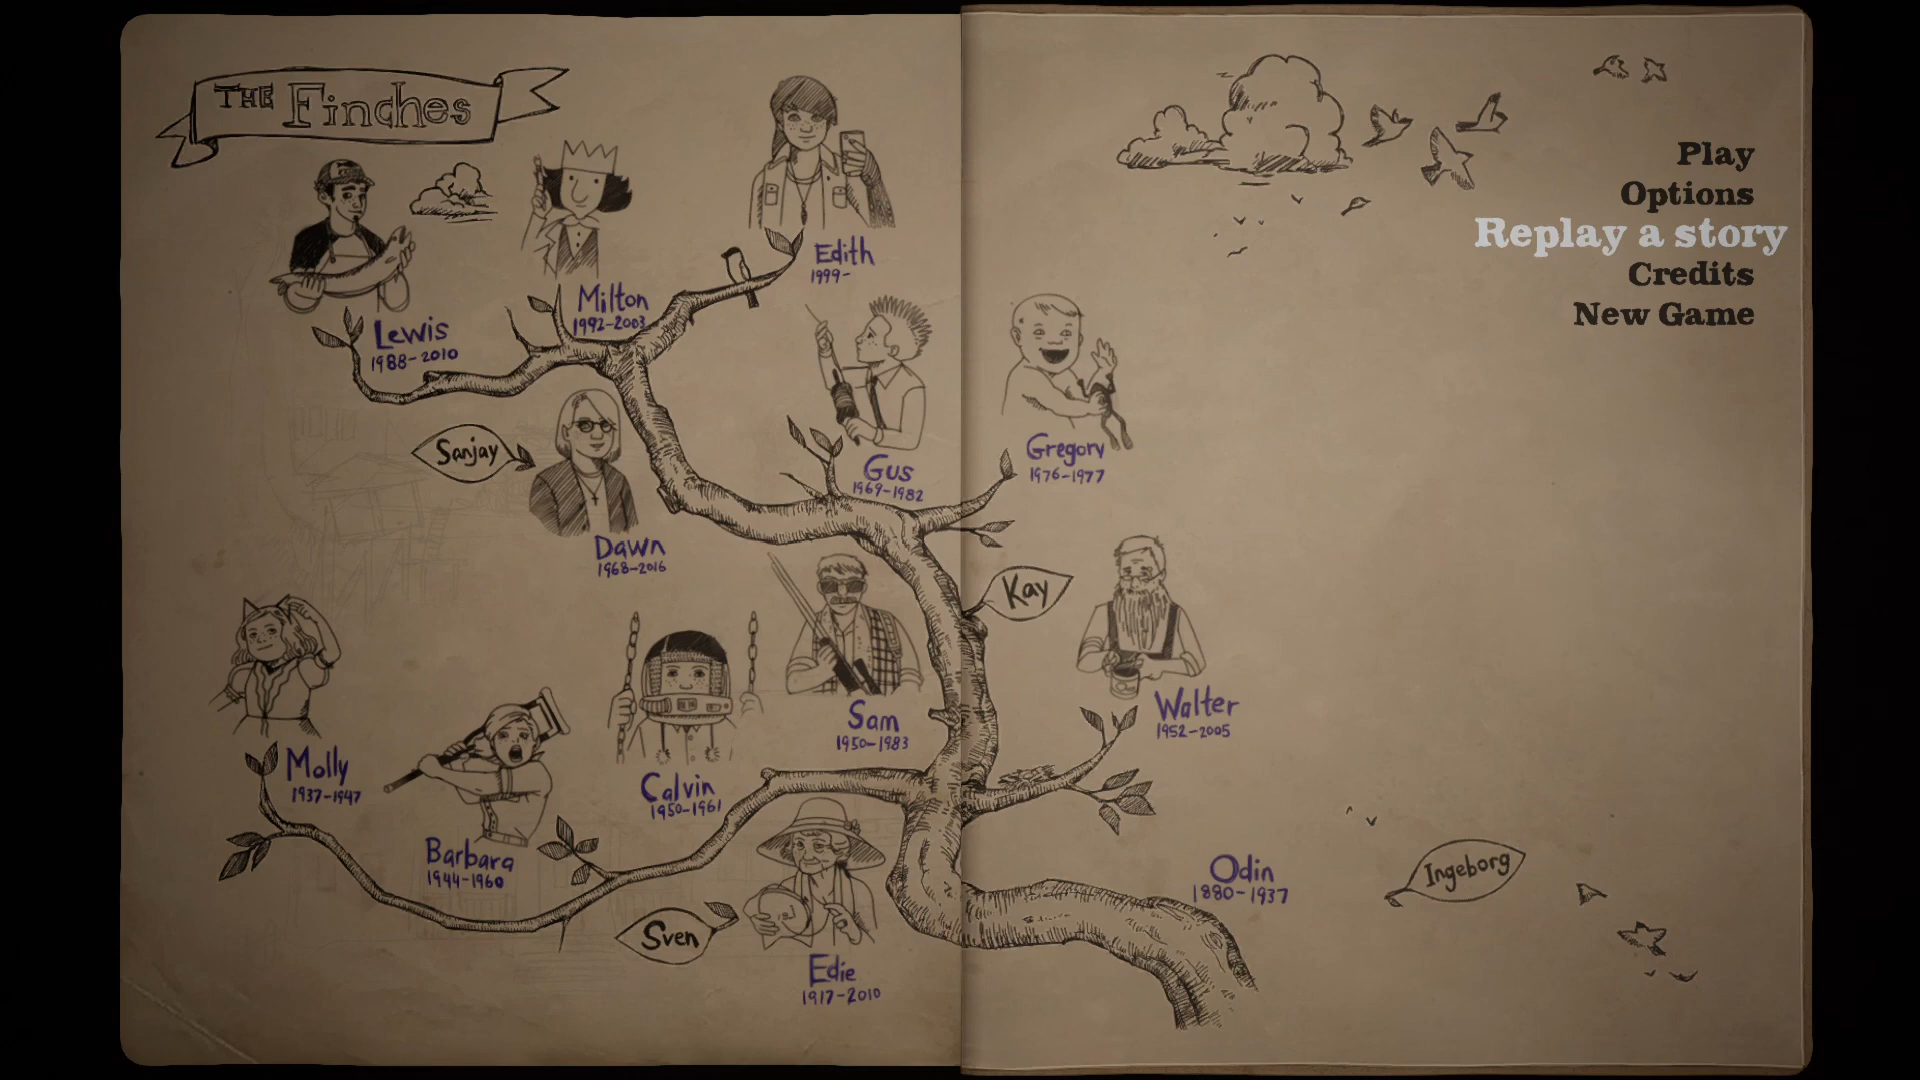 THE Finches
Edith
1999-
Milton
1992-2003
Lewis
1988-2010
Sanjay
Dawn
1968-2016
Gus
1969-1982
Gregory
1976-1977
Kay
Molly
1937-1947
Barbara
1944-1960
Calvin
1950-1961
Sam
1950-1983
Walter
1952-2005
Sven
Edie
1917-2010
Odin
1880-1937
Ingeborg
Play
Options
Replay a story
Credits
New Game